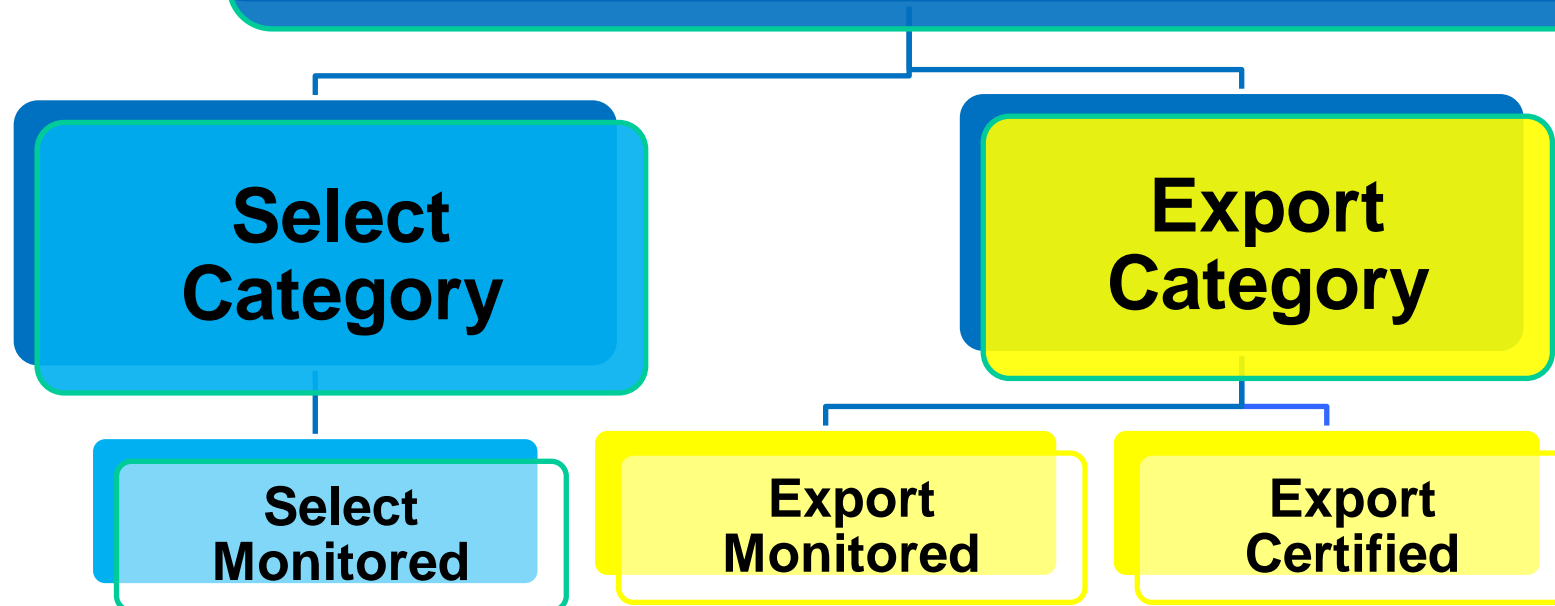 Select
Category
Export
Category
Select
Monitored
Export
Monitored
Export
Certified